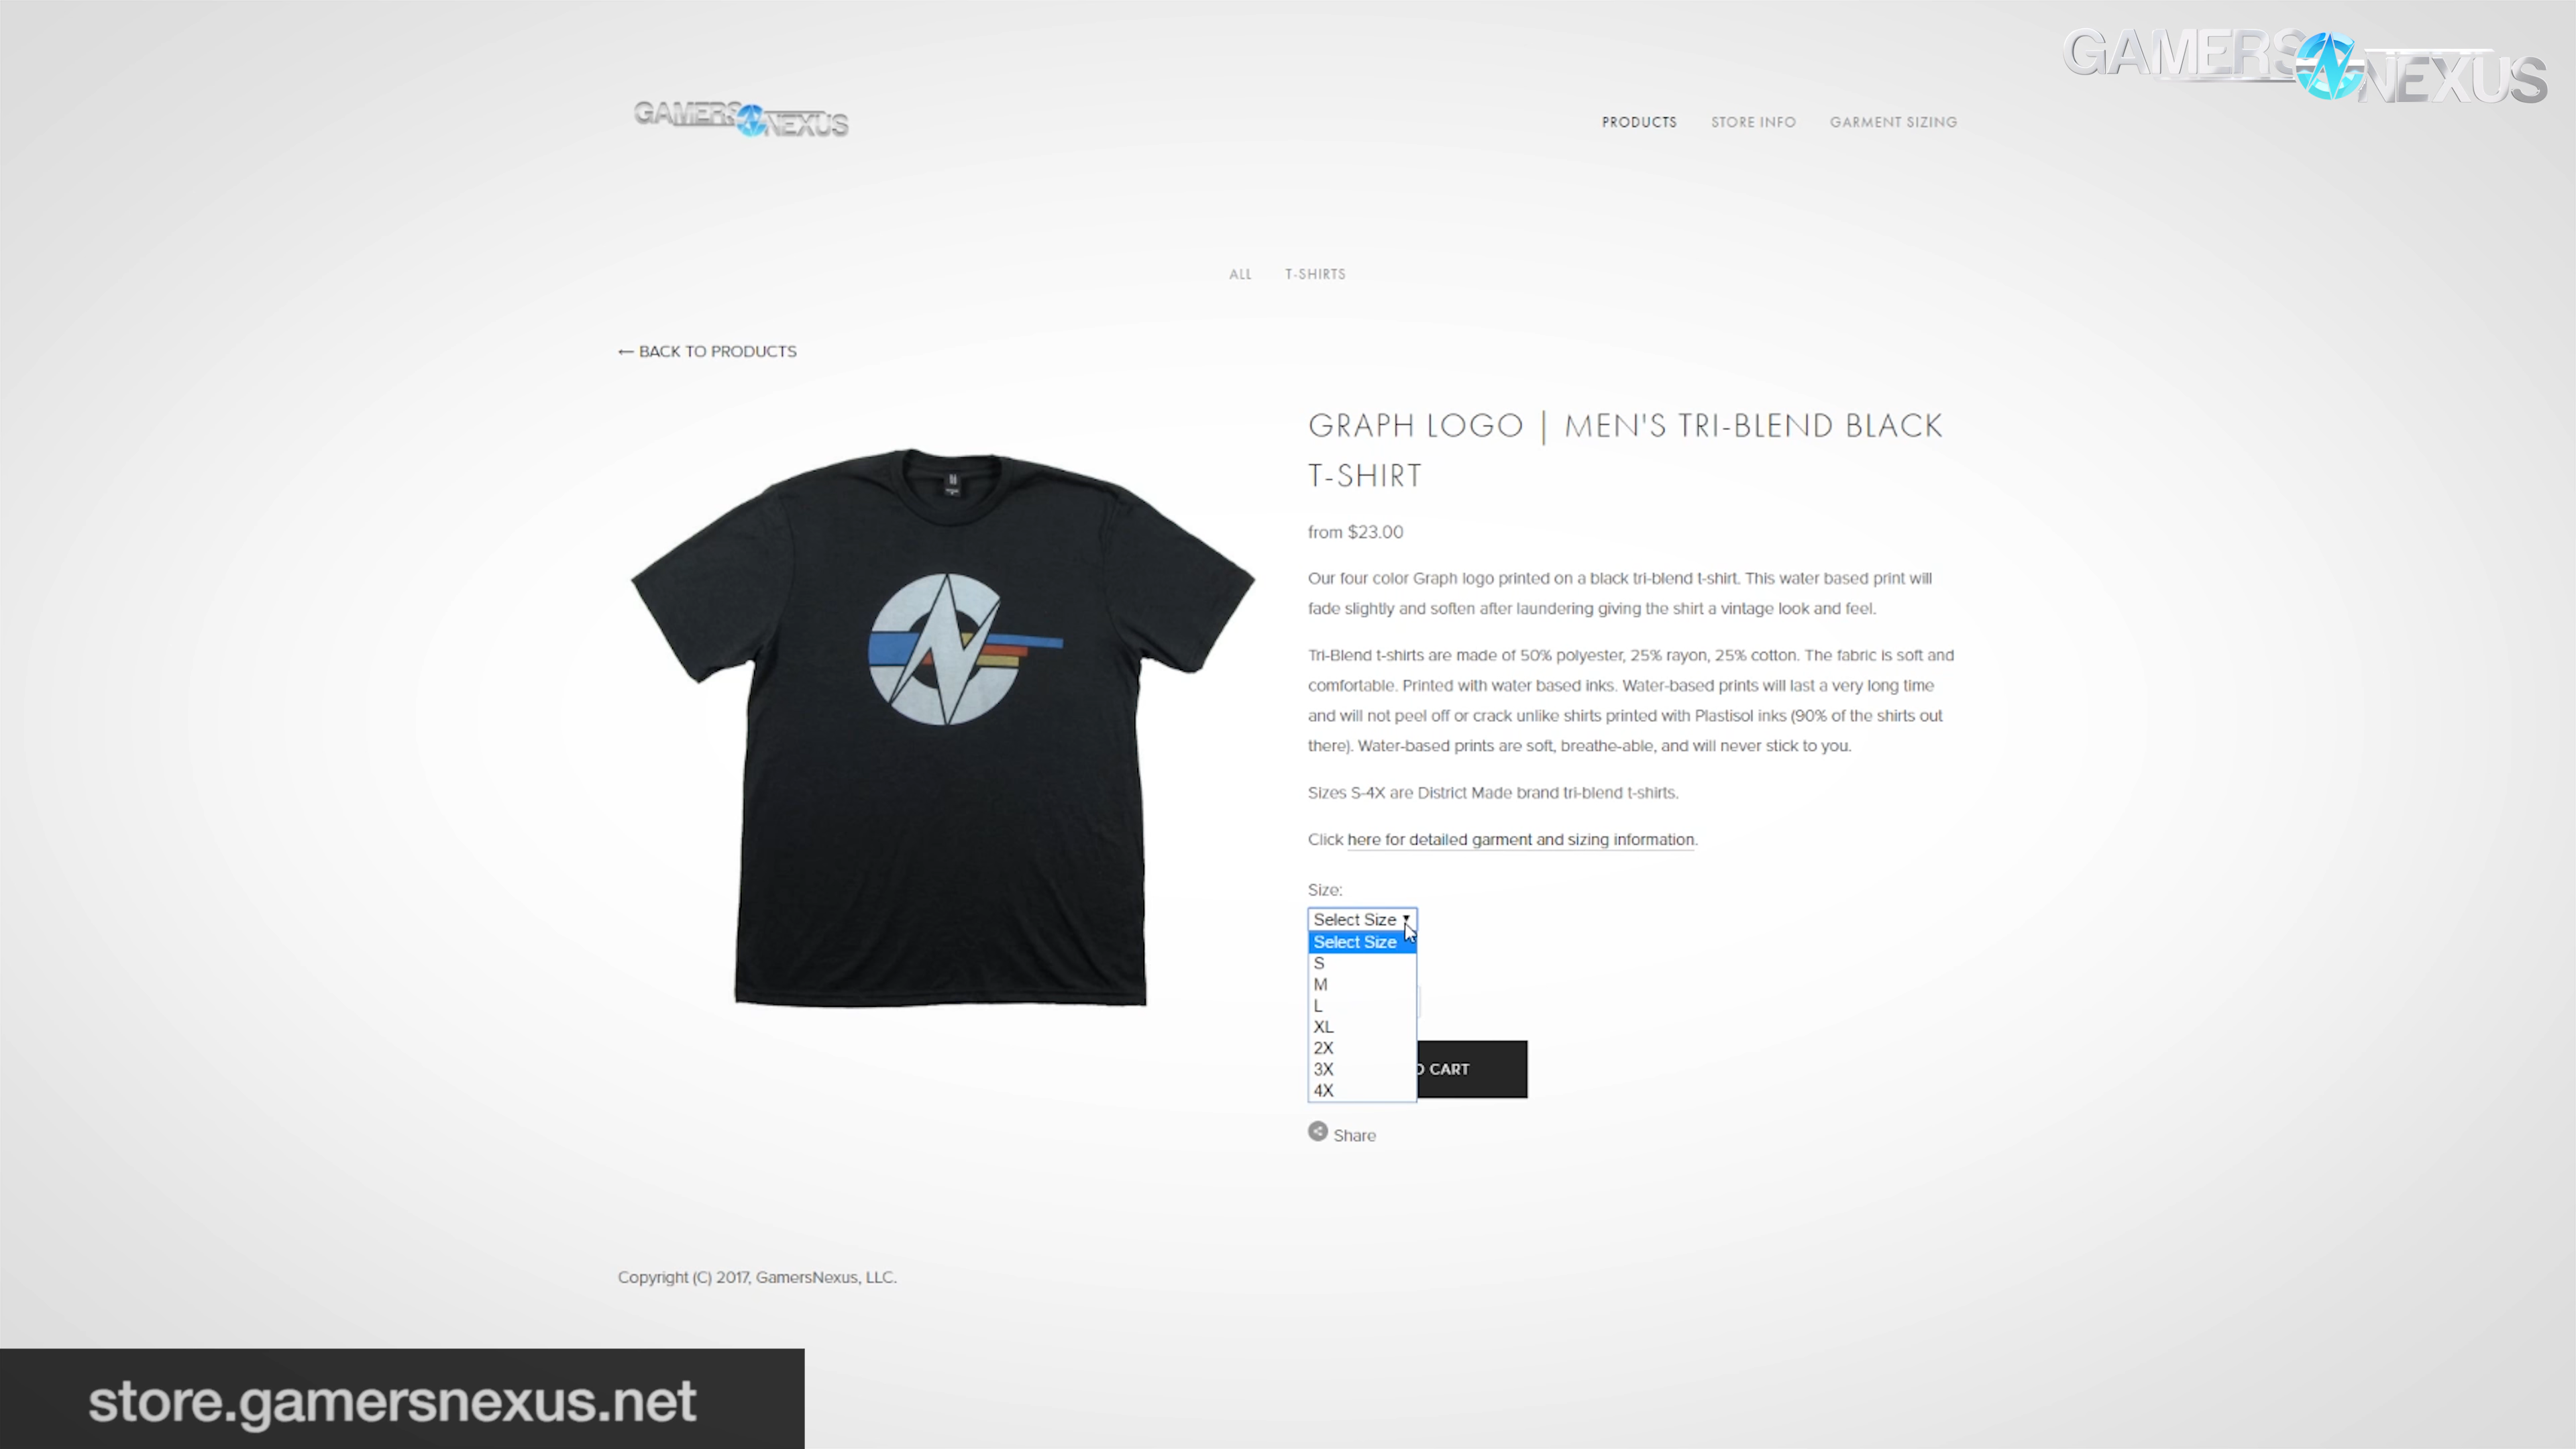 GAMERS NEXUS
GAMERS NEXUS
PRODUCTS STORE INFO GARMENT SIZING
ALL T-SHIRTS
← BACK TO PRODUCTS
GRAPH LOGO | MEN'S TRI-BLEND BLACK
T-SHIRT
from $23.00
Our four color Graph logo printed on a black tri-blend t-shirt. This water based print will
fade slightly and soften after laundering giving the shirt a vintage look and feel.
Tri-Blend t-shirts are made of 50% polyester, 25% rayon, 25% cotton. The fabric is soft and
comfortable. Printed with water based inks. Water-based prints will last a very long time
and will not peel off or crack unlike shirts printed with Plastisol inks (90% of the shirts out
there). Water-based prints are soft, breathe-able, and will never stick to you.
Sizes S-4X are District Made brand tri-blend t-shirts.
Click here for detailed garment and sizing information.
Size:
Select Size
Select Size
S
M
L
XL
2X
3X
4X
CART
Share
Copyright (C) 2017, GamersNexus, LLC.
store.gamersnexus.net